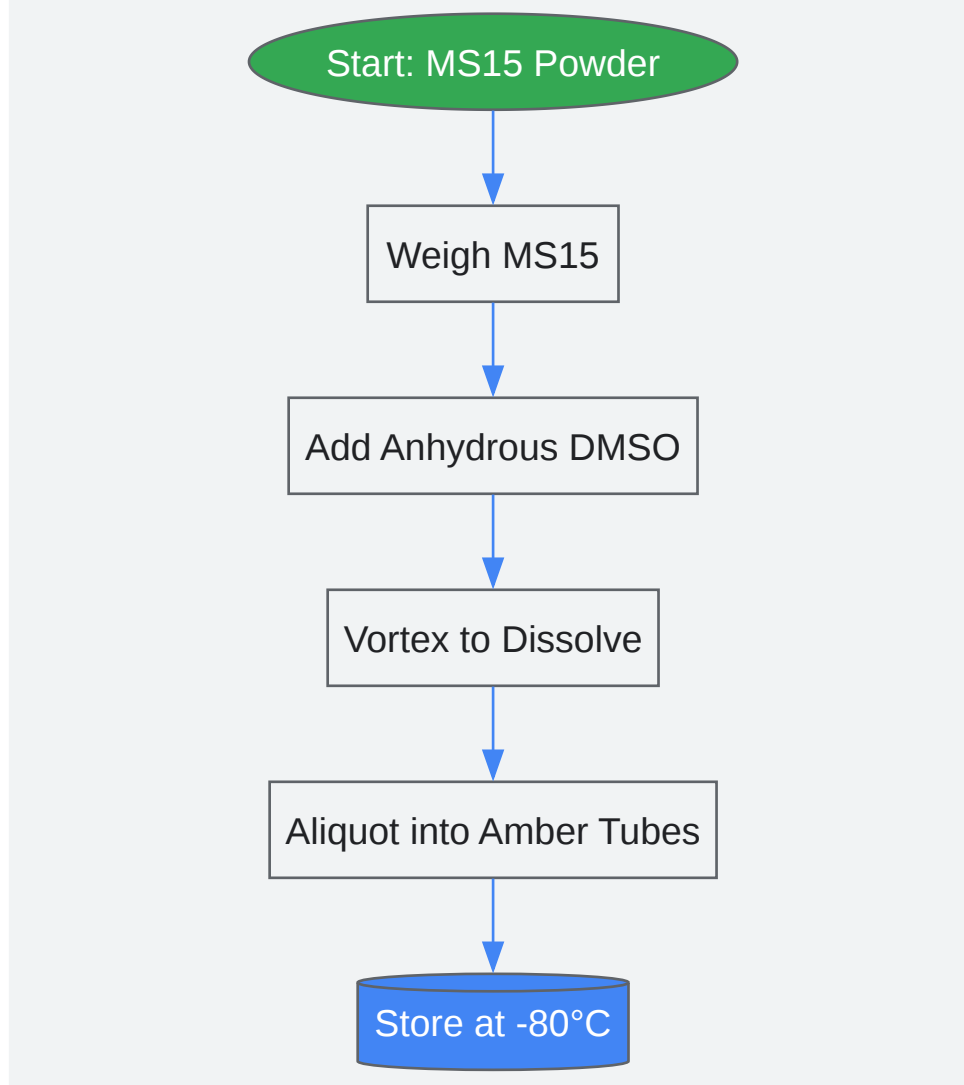 Start: MS15 Powder
Weigh MS15
Add Anhydrous DMSO
Vortex to Dissolve
Aliquot into Amber Tubes
Store at -80°C